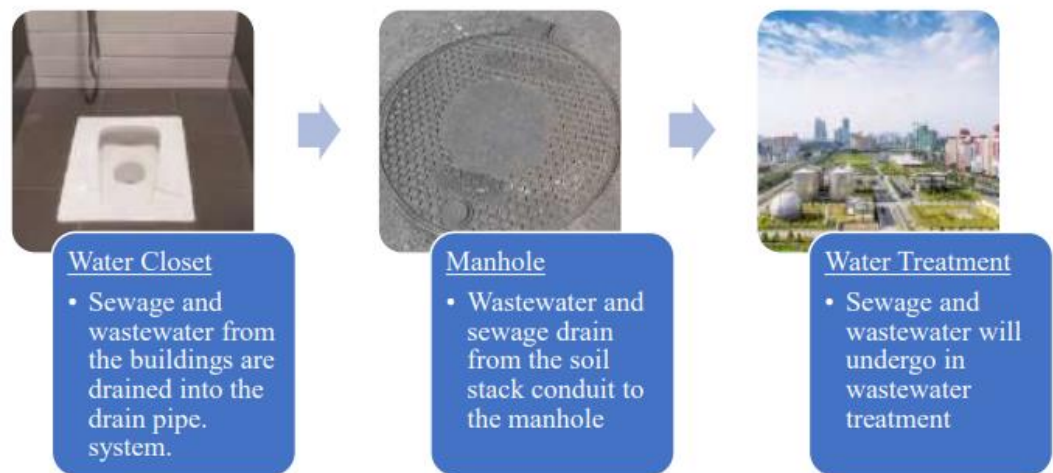 Water Closet
• Sewage and
wastewater from
the buildings are
drained into the
drain pipe.
system.
Manhole
• Wastewater and
sewage drain
from the soil
stack conduit to
the manhole
Water Treatment
• Sewage and
wastewater will
undergo in
wastewater
treatment